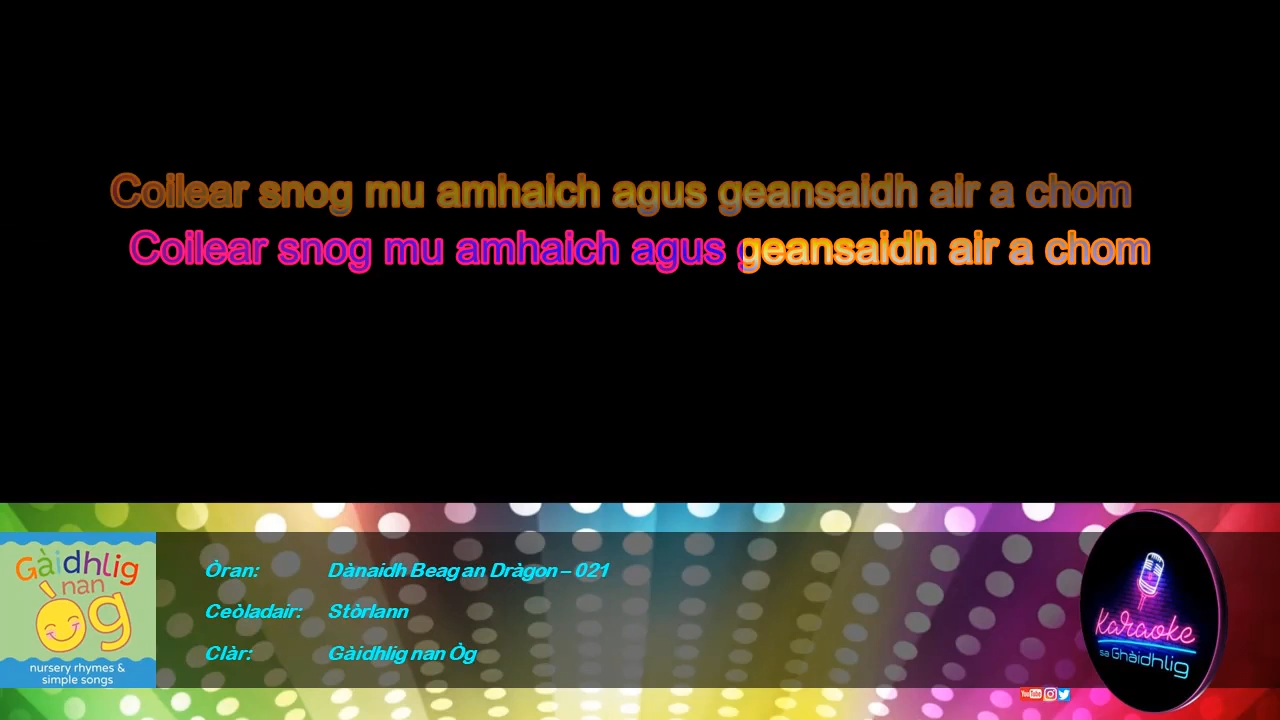 Coilear snog mu amhaich agus geansaidh air a chom
Coilear snog mu amhaich agus geansaidh air a chom
Gàidhlig
nan
Òg
nursery rhymes &
simple songs
Òran: Dànaidh Beag an Dràgon – 021
Ceòladair: Stòrlann
Clàr: Gàidhlig nan Òg
Karaoke
sa Ghàidhlig
YouTube